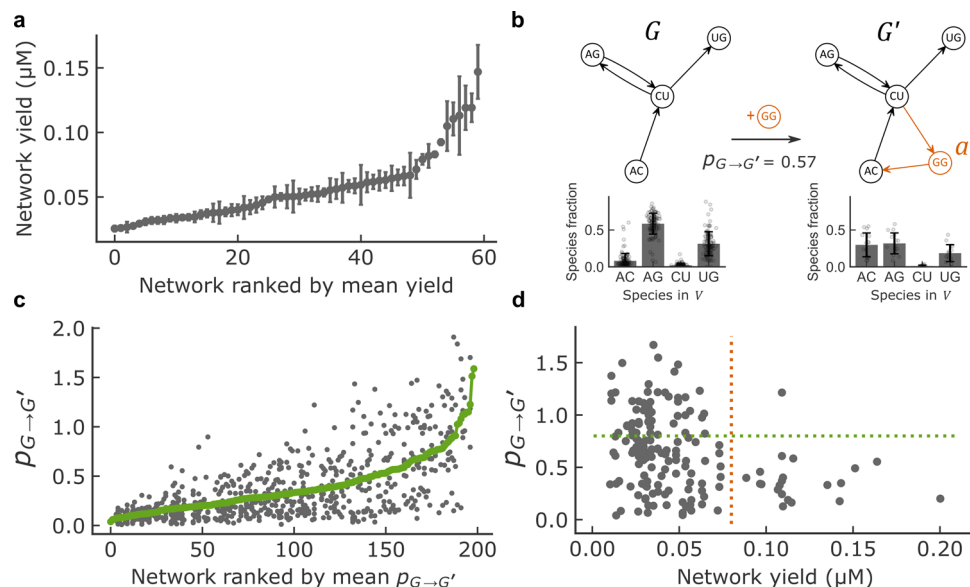 a
Network yield (μM)
0.15
0.10
0.05
0
20
40
60
Network ranked by mean yield
b
G
AG
UG
CU
AC
+ GG
p G→G′ = 0.57
G′
AG
UG
CU
GG
a
AC
Species fraction
0.5
0.0
AC AG CU UG
Species in V
Species fraction
0.5
0.0
AC AG CU UG
Species in V
c
p G→G′
2.0
1.5
1.0
0.5
0.0
0
50
100
150
200
Network ranked by mean p G→G′
d
p G→G′
1.5
1.0
0.5
0.0
0.00
0.05
0.10
0.15
0.20
Network yield (μM)